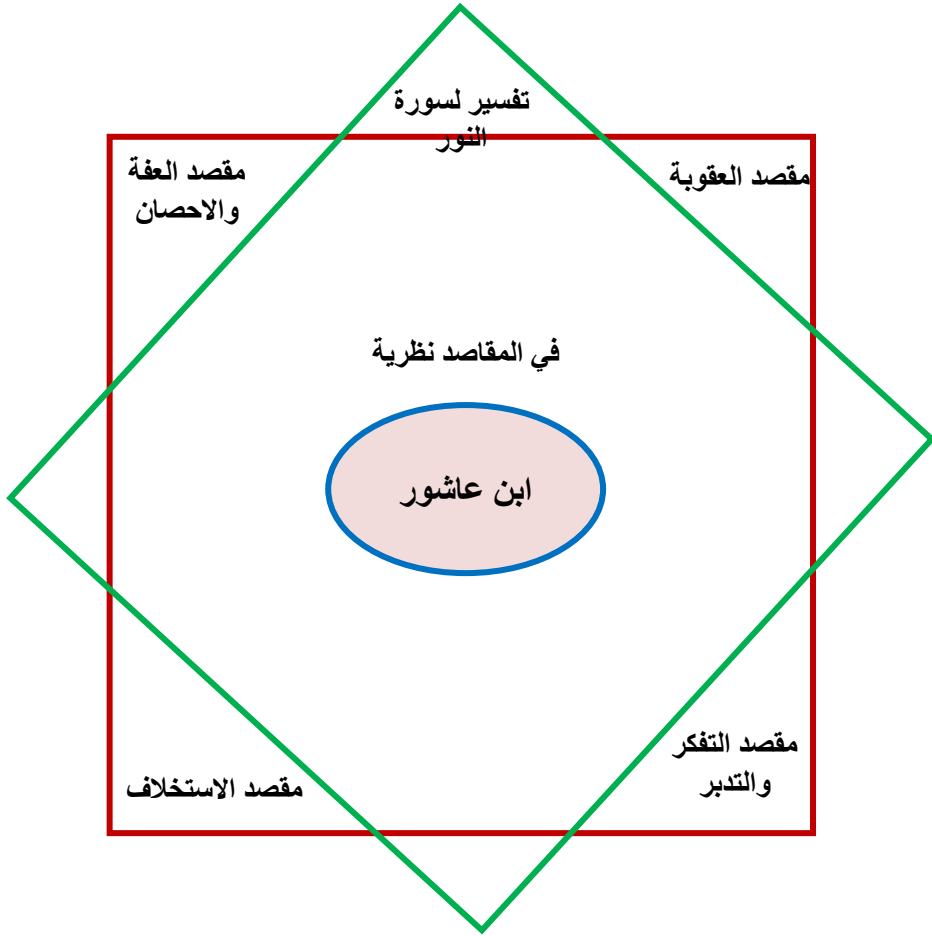 تفسير لسورة
النور
مقصد العقوبة
مقصد العفة
والاحصان
في المقاصد نظرية
ابن عاشور
مقصد التفكر
والتدبر
مقصد الاستخلاف